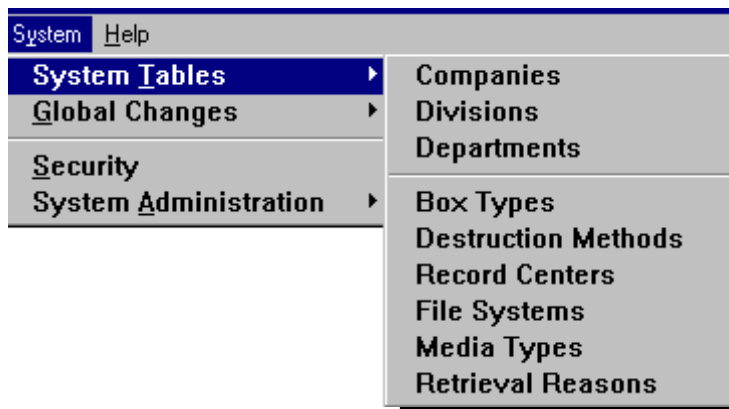 System Help
System Tables
Global Changes
Security
System Administration
Companies
Divisions
Departments
Box Types
Destruction Methods
Record Centers
File Systems
Media Types
Retrieval Reasons